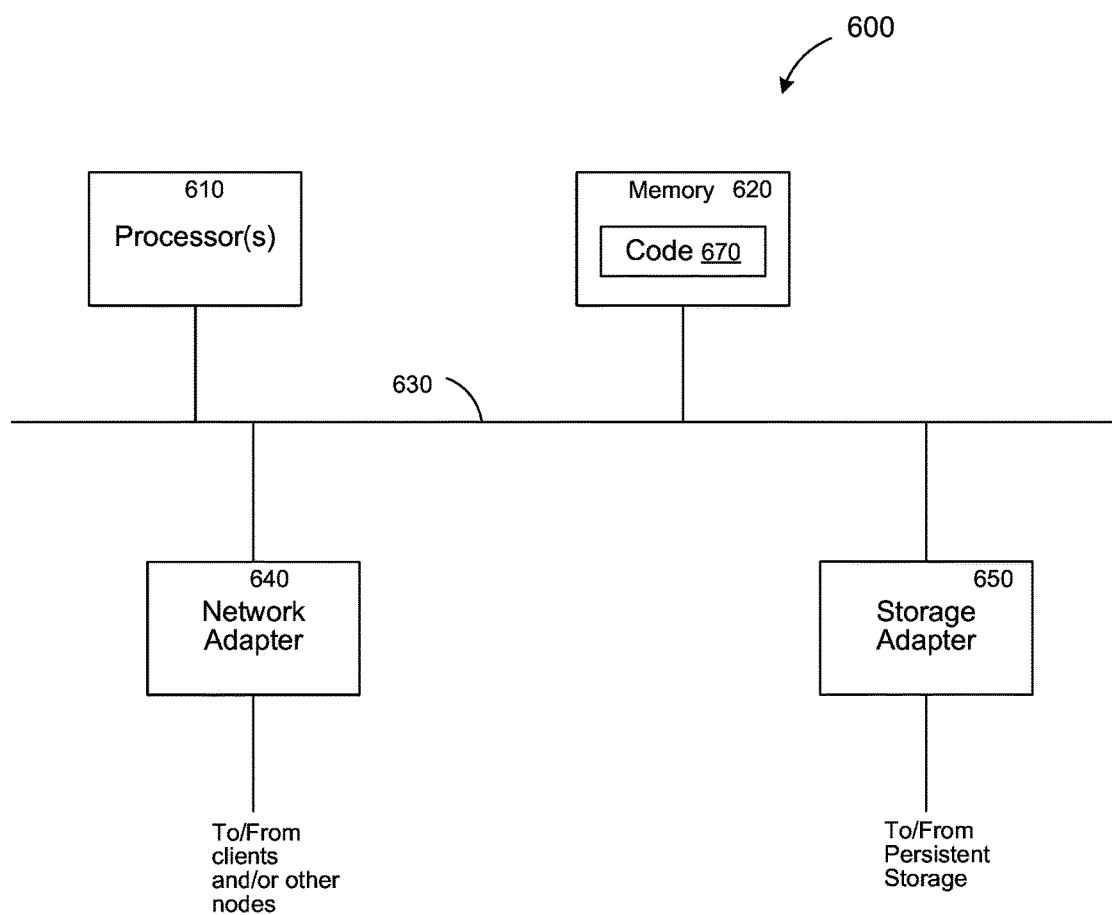 600
610
Processor(s)
Memory 620
Code 670
630
640
Network
Adapter
650
Storage
Adapter
To/From
clients
and/or other
nodes
To/From
Persistent
Storage